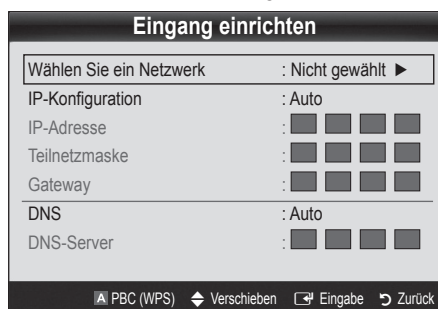 Eingang einrichten
Wählen Sie ein Netzwerk : Nicht gewählt ►
IP-Konfiguration : Auto
IP-Adresse :
Teilnetzmaske :
Gateway :
DNS : Auto
DNS-Server :
A PBC (WPS) Verschieben Eingabe Zurück